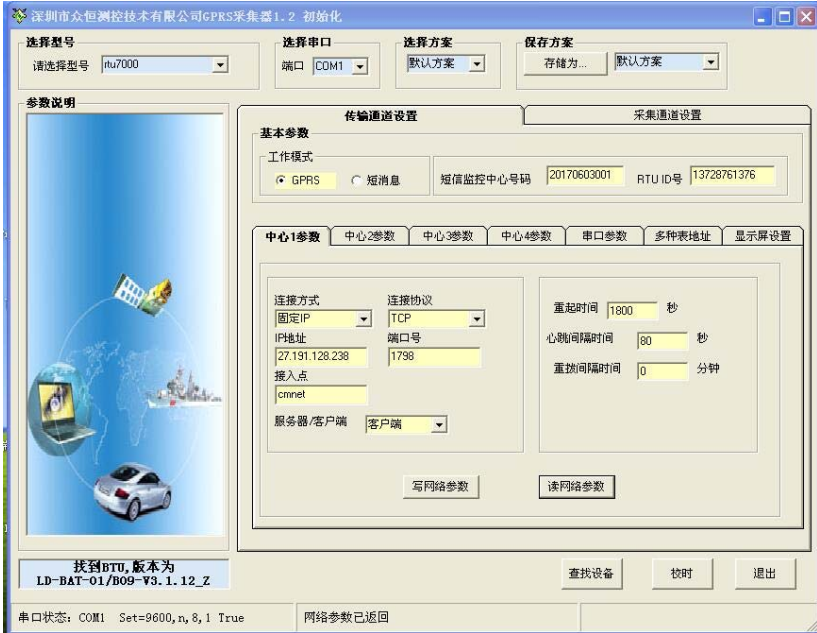 深圳市众恒测控技术有限公司GPRS采集器1.2 初始化
选择型号
请选择型号 rtu7000
选择串口
端口 COM1
选择方案
默认方案
保存方案
存储为... 默认方案
参数说明
传输通道设置 采集通道设置
基本参数
工作模式
GPRS 短消息
短信监控中心号码 20170603001 RTU ID号 13728761376
中心1参数 中心2参数 中心3参数 中心4参数 串口参数 多种表地址 显示屏设置
连接方式 连接协议
固定IP TCP
IP地址 端口号
27.191.128.238 1798
接入点
cmnet
服务器/客户端 客户端
重起时间 1800 秒
心跳间隔时间 80 秒
重拨间隔时间 0 分钟
写网络参数 读网络参数
找到BTU,版本为
LD-BAT-01/B09-V3.1.12_Z
查找设备 校时 退出
串口状态: COM1 Set=9600,n,8,1 True 网络参数已返回